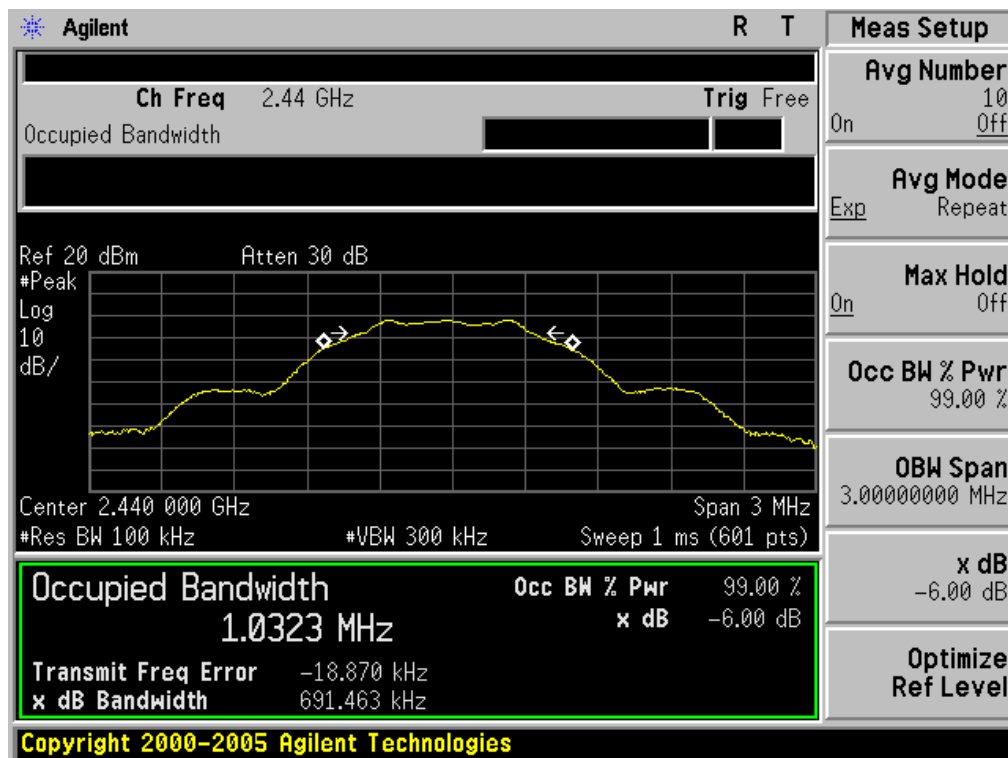 Agilent R T
Ch Freq 2.44 GHz Trig Free
Occupied Bandwidth
Ref 20 dBm Atten 30 dB
#Peak
Log
10
dB/
Center 2.440 000 GHz Span 3 MHz
#Res BW 100 kHz #VBW 300 kHz Sweep 1 ms (601 pts)
Occupied Bandwidth Occ BW % Pwr 99.00 %
1.0323 MHz x dB -6.00 dB
Transmit Freq Error -18.870 kHz
x dB Bandwidth 691.463 kHz
Copyright 2000-2005 Agilent Technologies
Meas Setup
Avg Number
10
On Off
Avg Mode
Exp Repeat
Max Hold
On Off
Occ BW % Pwr
99.00 %
OBW Span
3.00000000 MHz
x dB
-6.00 dB
Optimize
Ref Level